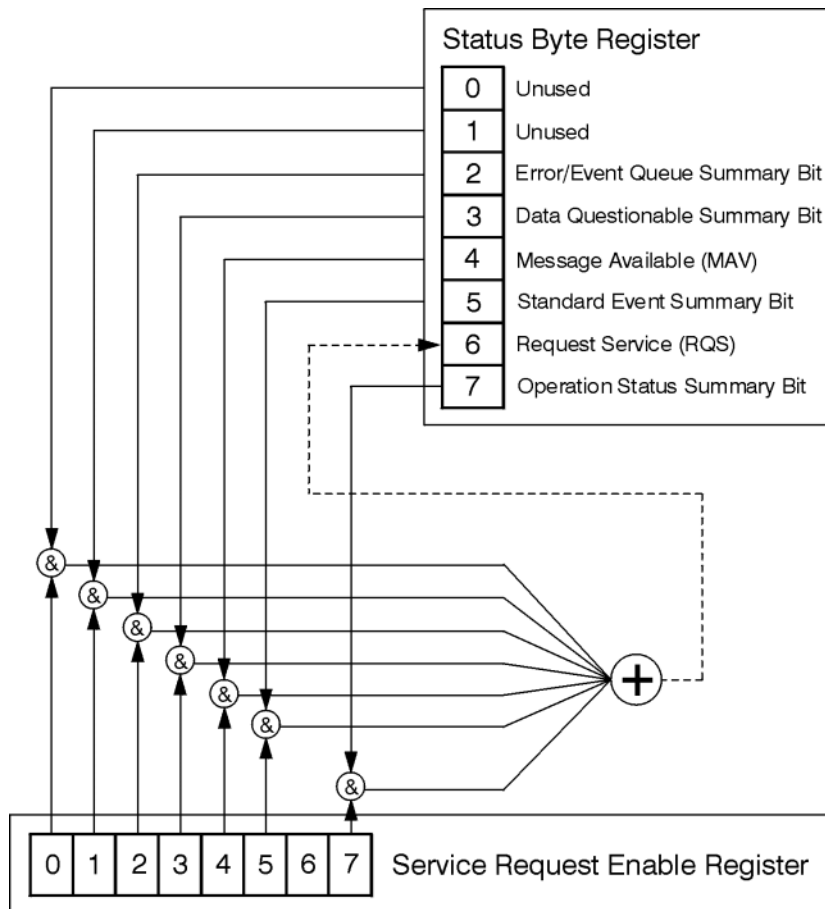 Status Byte Register
0 Unused
1 Unused
2 Error/Event Queue Summary Bit
3 Data Questionable Summary Bit
4 Message Available (MAV)
5 Standard Event Summary Bit
6 Request Service (RQS)
7 Operation Status Summary Bit
&
&
&
&
&
&
+
&
0 1 2 3 4 5 6 7 Service Request Enable Register